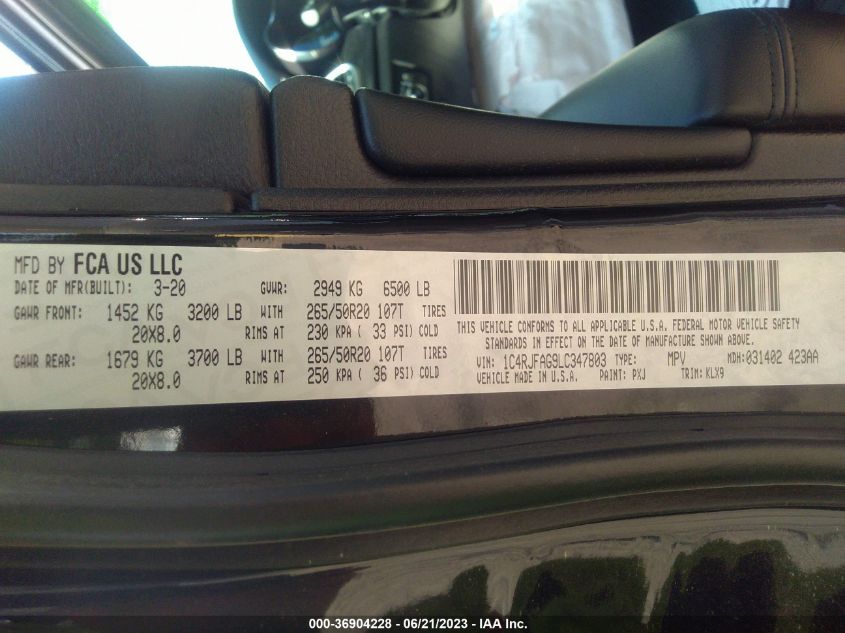 MFD BY FCA US LLC
DATE OF MFR(BUILT): 3-20 GVWR: 2949 KG 6500 LB
GAWR FRONT: 1452 KG 3200 LB WITH 265/50R20 107T TIRES
20X8.0 RIMS AT 230 KPA ( 33 PSI) COLD
GAWR REAR: 1679 KG 3700 LB WITH 265/50R20 107T TIRES
20X8.0 RIMS AT 250 KPA ( 36 PSI) COLD
THIS VEHICLE CONFORMS TO ALL APPLICABLE U.S.A. FEDERAL MOTOR VEHICLE SAFETY
STANDARDS IN EFFECT ON THE DATE OF MANUFACTURE SHOWN ABOVE.
VIN: 1C4RJFAG9LC347803 TYPE: MPV MDH:031402 423AA
VEHICLE MADE IN U.S.A. PAINT: PXJ TRIM: KLX9
000-36904228 - 06/21/2023 - IAA Inc.